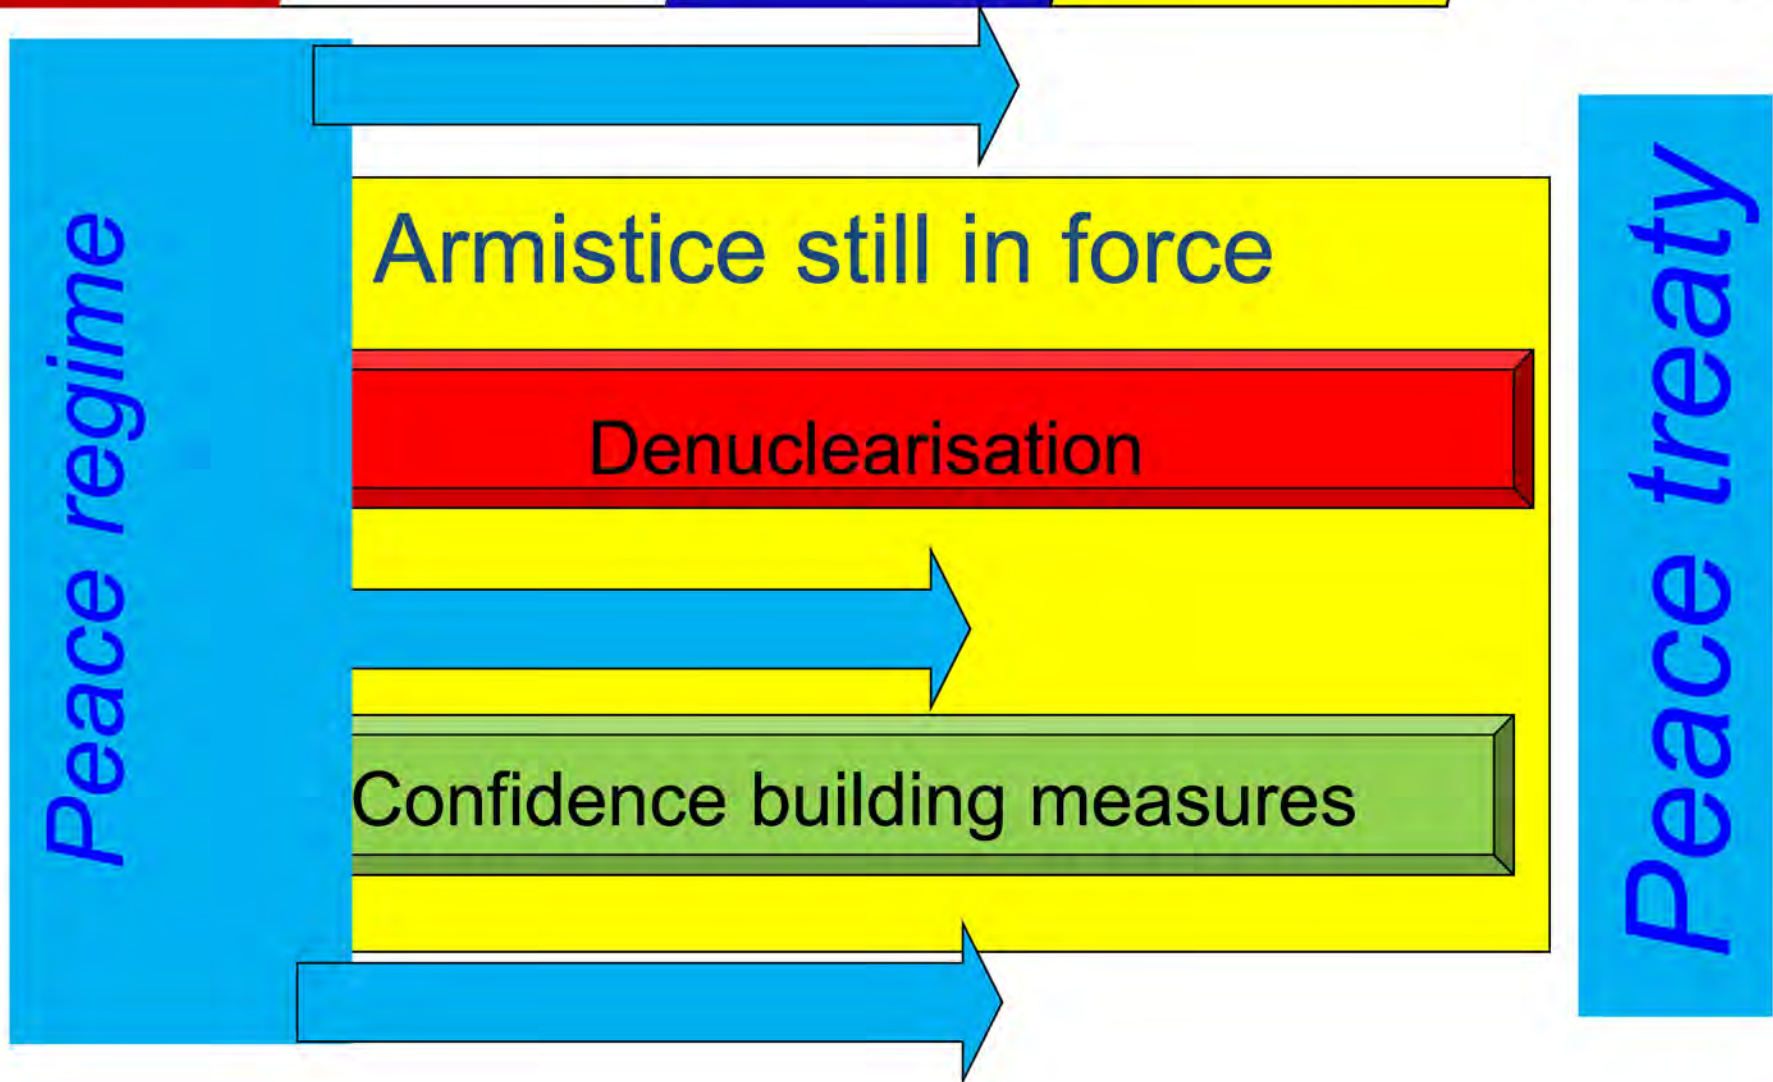 Peace regime
Armistice still in force
Denuclearisation
Confidence building measures
Peace treaty